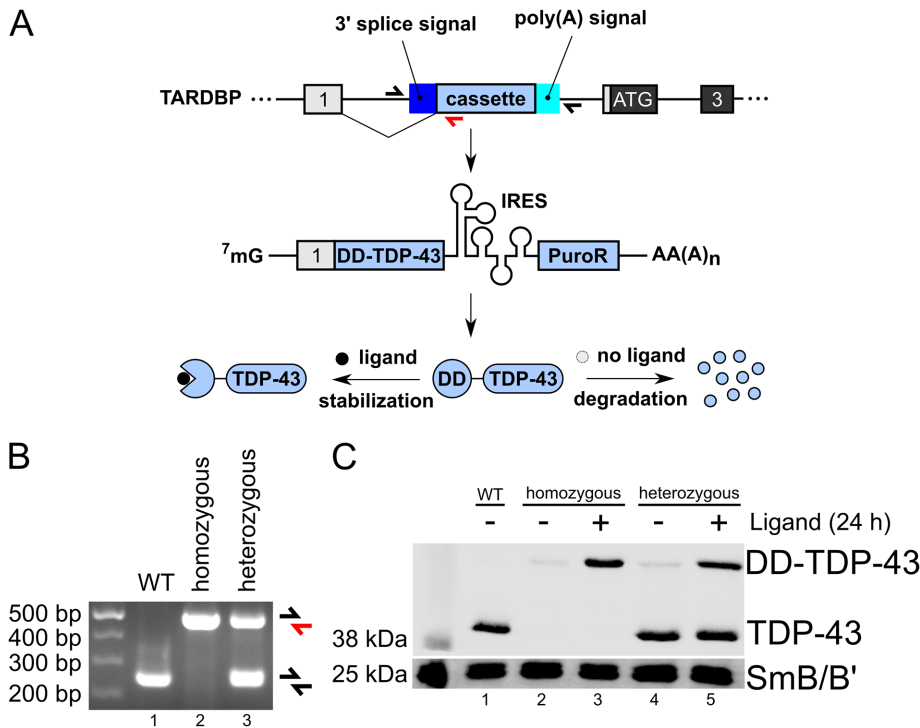 A
3' splice signal
poly(A) signal
TARDBP ••• 1 cassette ATG 3 •••
IRES
⁷mG 1 DD-TDP-43 PuroR AA(A)n
ligand
no ligand
TDP-43 DD TDP-43
stabilization
degradation
B
WT
homozygous
heterozygous
500 bp
400 bp
300 bp
200 bp
1 2 3
C
WT homozygous heterozygous
- - + - + Ligand (24 h)
DD-TDP-43
38 kDa TDP-43
25 kDa SmB/B'
1 2 3 4 5